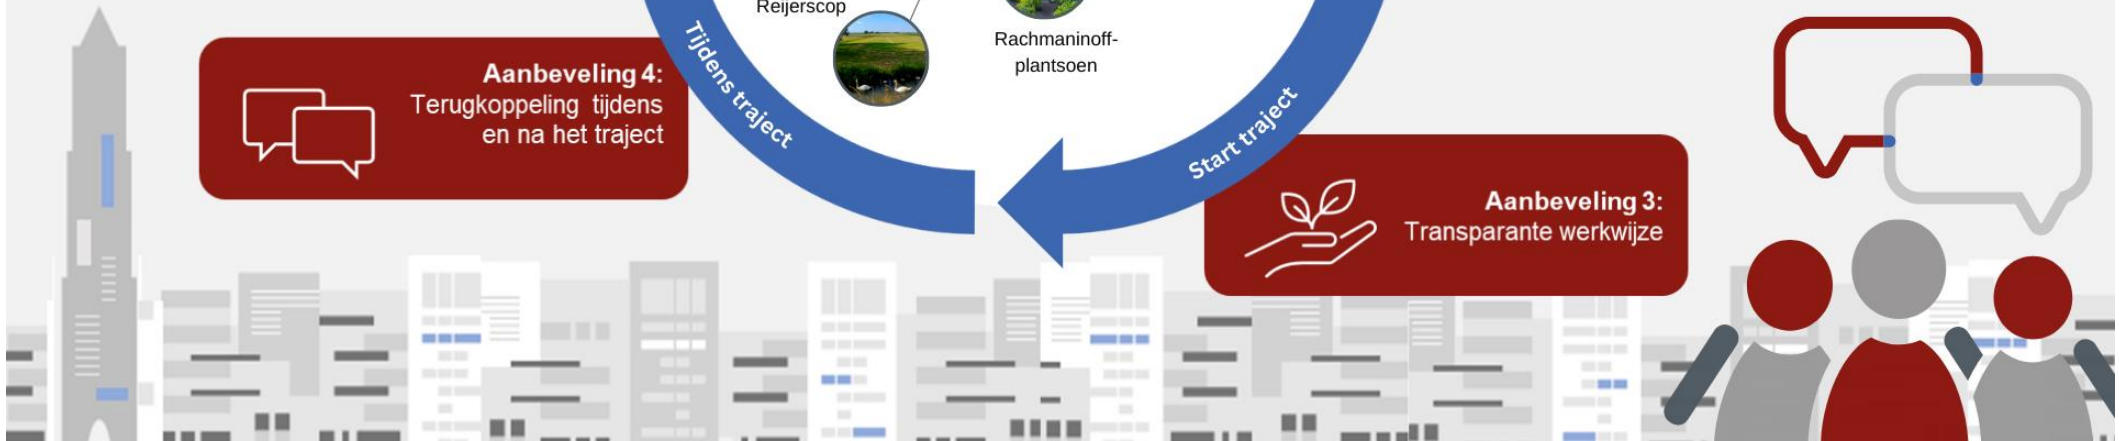 Reijerscop
Rachmaninoff-
plantsoen
Tijdens traject
Start traject
Aanbeveling 4:
Terugkoppeling tijdens
en na het traject
Aanbeveling 3:
Transparante werkwijze